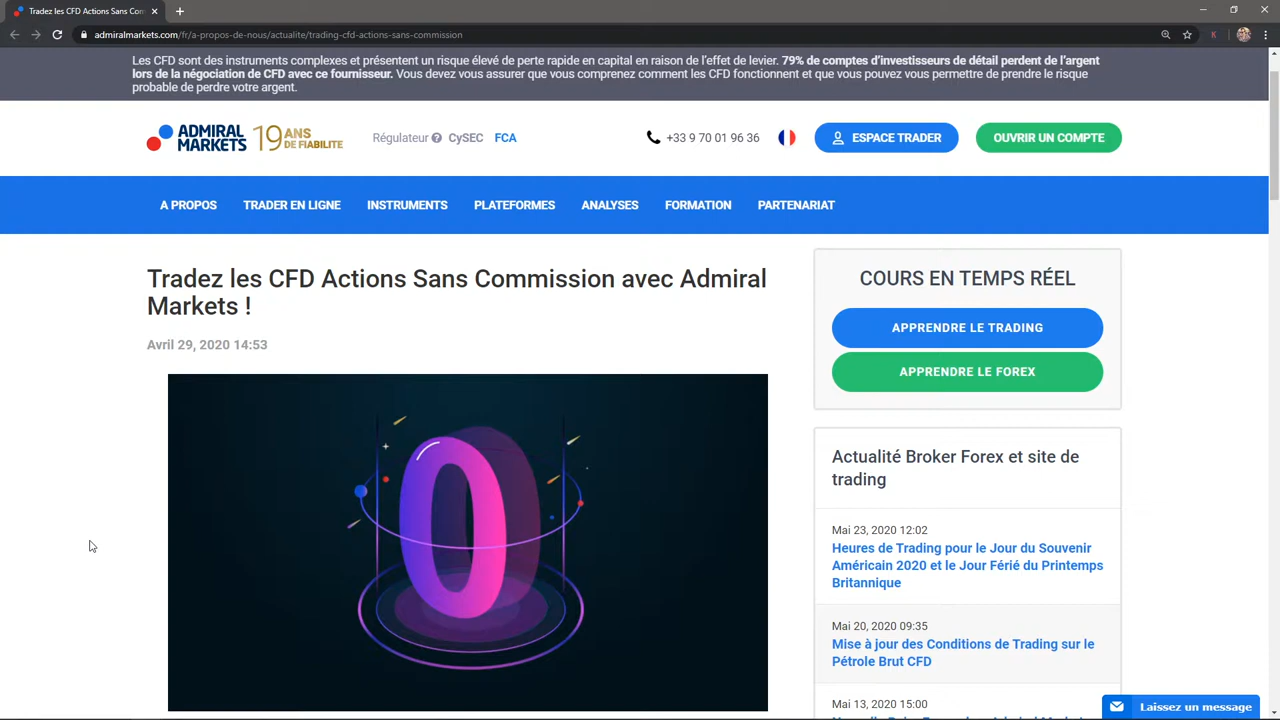 Tradez les CFD Actions Sans Com
admiralmarkets.com/fr/a-propos-de-nous/actualite/trading-cfd-actions-sans-commission
K
Les CFD sont des instruments complexes et présentent un risque élevé de perte rapide en capital en raison de l'effet de levier. 79% de comptes d'investisseurs de détail perdent de l'argent
lors de la négociation de CFD avec ce fournisseur. Vous devez vous assurer que vous comprenez comment les CFD fonctionnent et que vous pouvez vous permettre de prendre le risque
probable de perdre votre argent.
ADMIRAL
MARKETS
19 ANS
DE FIABILITE
Régulateur ? CySEC FCA
+33 9 70 01 96 36
ESPACE TRADER
OUVRIR UN COMPTE
A PROPOS TRADER EN LIGNE INSTRUMENTS PLATEFORMES ANALYSES FORMATION PARTENARIAT
Tradez les CFD Actions Sans Commission avec Admiral
Markets !
Avril 29, 2020 14:53
0
COURS EN TEMPS RÉEL
APPRENDRE LE TRADING
APPRENDRE LE FOREX
Actualité Broker Forex et site de
trading
Mai 23, 2020 12:02
Heures de Trading pour le Jour du Souvenir
Américain 2020 et le Jour Férié du Printemps
Britannique
Mai 20, 2020 09:35
Mise à jour des Conditions de Trading sur le
Pétrole Brut CFD
Mai 13, 2020 15:00
Laissez un message